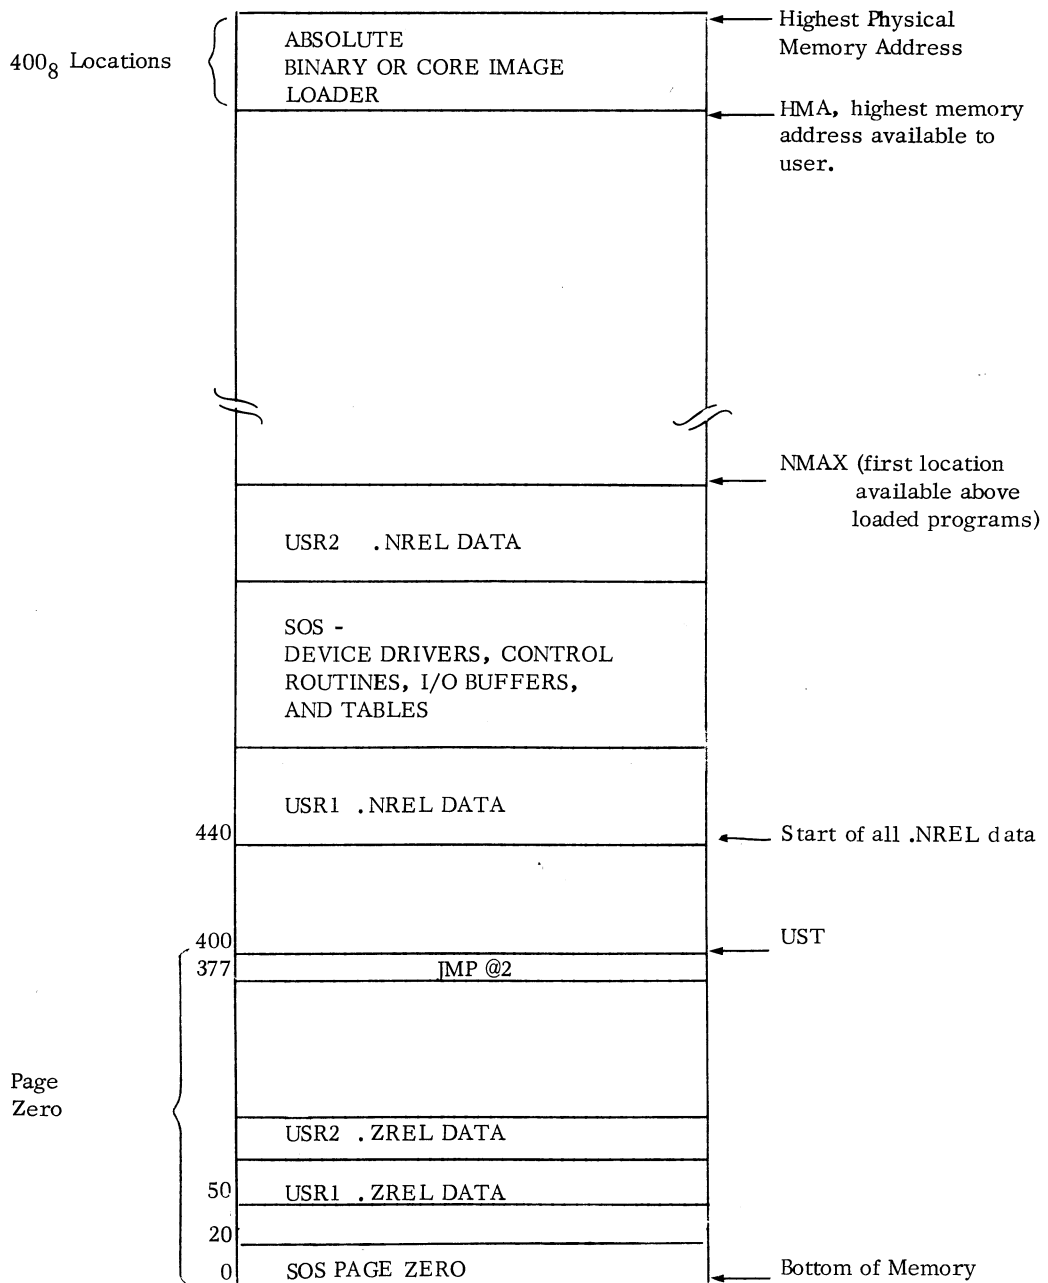 Highest Physical
Memory Address
400₈ Locations
ABSOLUTE
BINARY OR CORE IMAGE
LOADER
HMA, highest memory
address available to
user.
NMAX (first location
available above
loaded programs)
USR2 .NREL DATA
SOS -
DEVICE DRIVERS, CONTROL
ROUTINES, I/O BUFFERS,
AND TABLES
USR1 .NREL DATA
440
Start of all .NREL data
400
UST
377
JMP @2
Page
Zero
USR2 .ZREL DATA
50
USR1 .ZREL DATA
20
0
SOS PAGE ZERO
Bottom of Memory